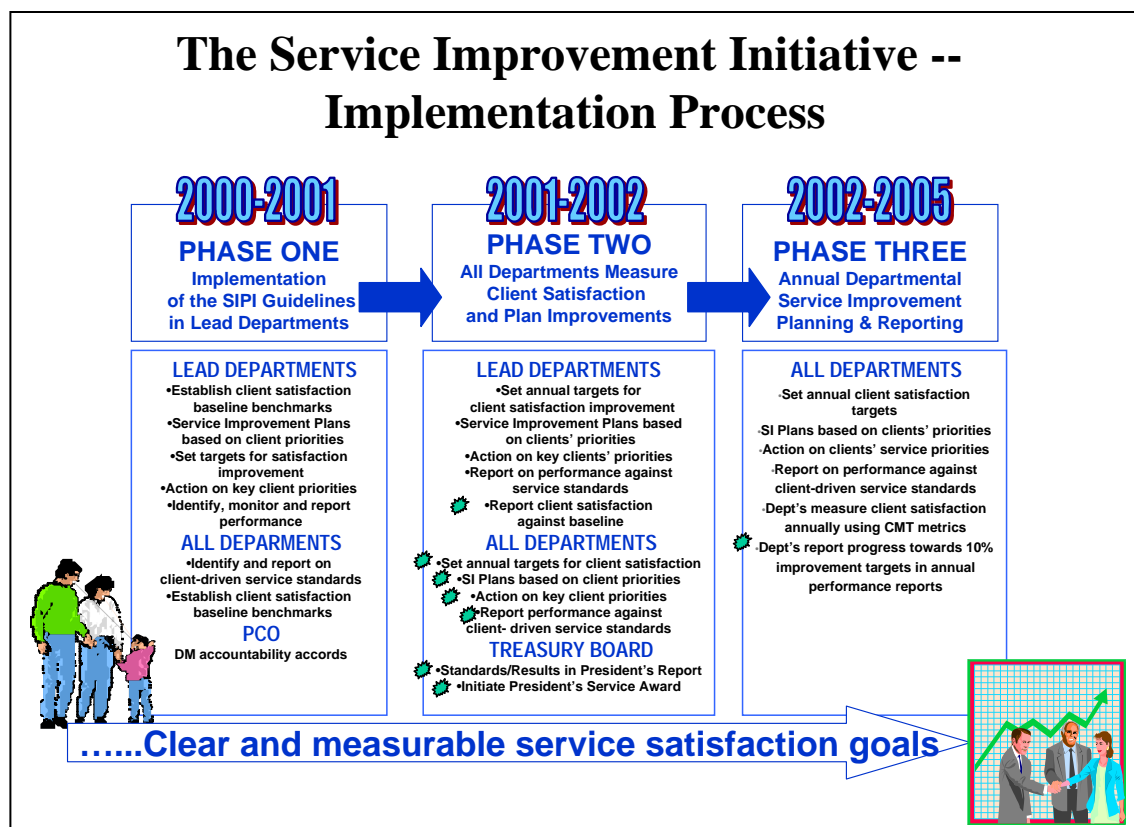 The Service Improvement Initiative --
Implementation Process
2000-2001
PHASE ONE
Implementation
of the SIPI Guidelines
in Lead Departments
2001-2002
PHASE TWO
All Departments Measure
Client Satisfaction
and Plan Improvements
2002-2005
PHASE THREE
Annual Departmental
Service Improvement
Planning & Reporting
LEAD DEPARTMENTS
•Establish client satisfaction
baseline benchmarks
•Service Improvement Plans
based on client priorities
•Set targets for satisfaction
improvement
•Action on key client priorities
•Identify, monitor and report
performance
ALL DEPARMENTS
•Identify and report on
client-driven service standards
•Establish client satisfaction
baseline benchmarks
PCO
DM accountability accords
LEAD DEPARTMENTS
•Set annual targets for
client satisfaction improvement
•Service Improvement Plans based
on clients’ priorities
•Action on key clients’ priorities
•Report on performance against
service standards
•Report client satisfaction
against baseline
ALL DEPARTMENTS
•Set annual targets for client satisfaction
•SI Plans based on client priorities
•Action on key client priorities
•Report performance against
client- driven service standards
TREASURY BOARD
•Standards/Results in President’s Report
•Initiate President’s Service Award
ALL DEPARTMENTS
•Set annual client satisfaction
targets
•SI Plans based on clients’ priorities
•Action on clients’ service priorities
•Report on performance against
client-driven service standards
•Dept’s measure client satisfaction
annually using CMT metrics
•Dept’s report progress towards 10%
improvement targets in annual
performance reports
…...Clear and measurable service satisfaction goals